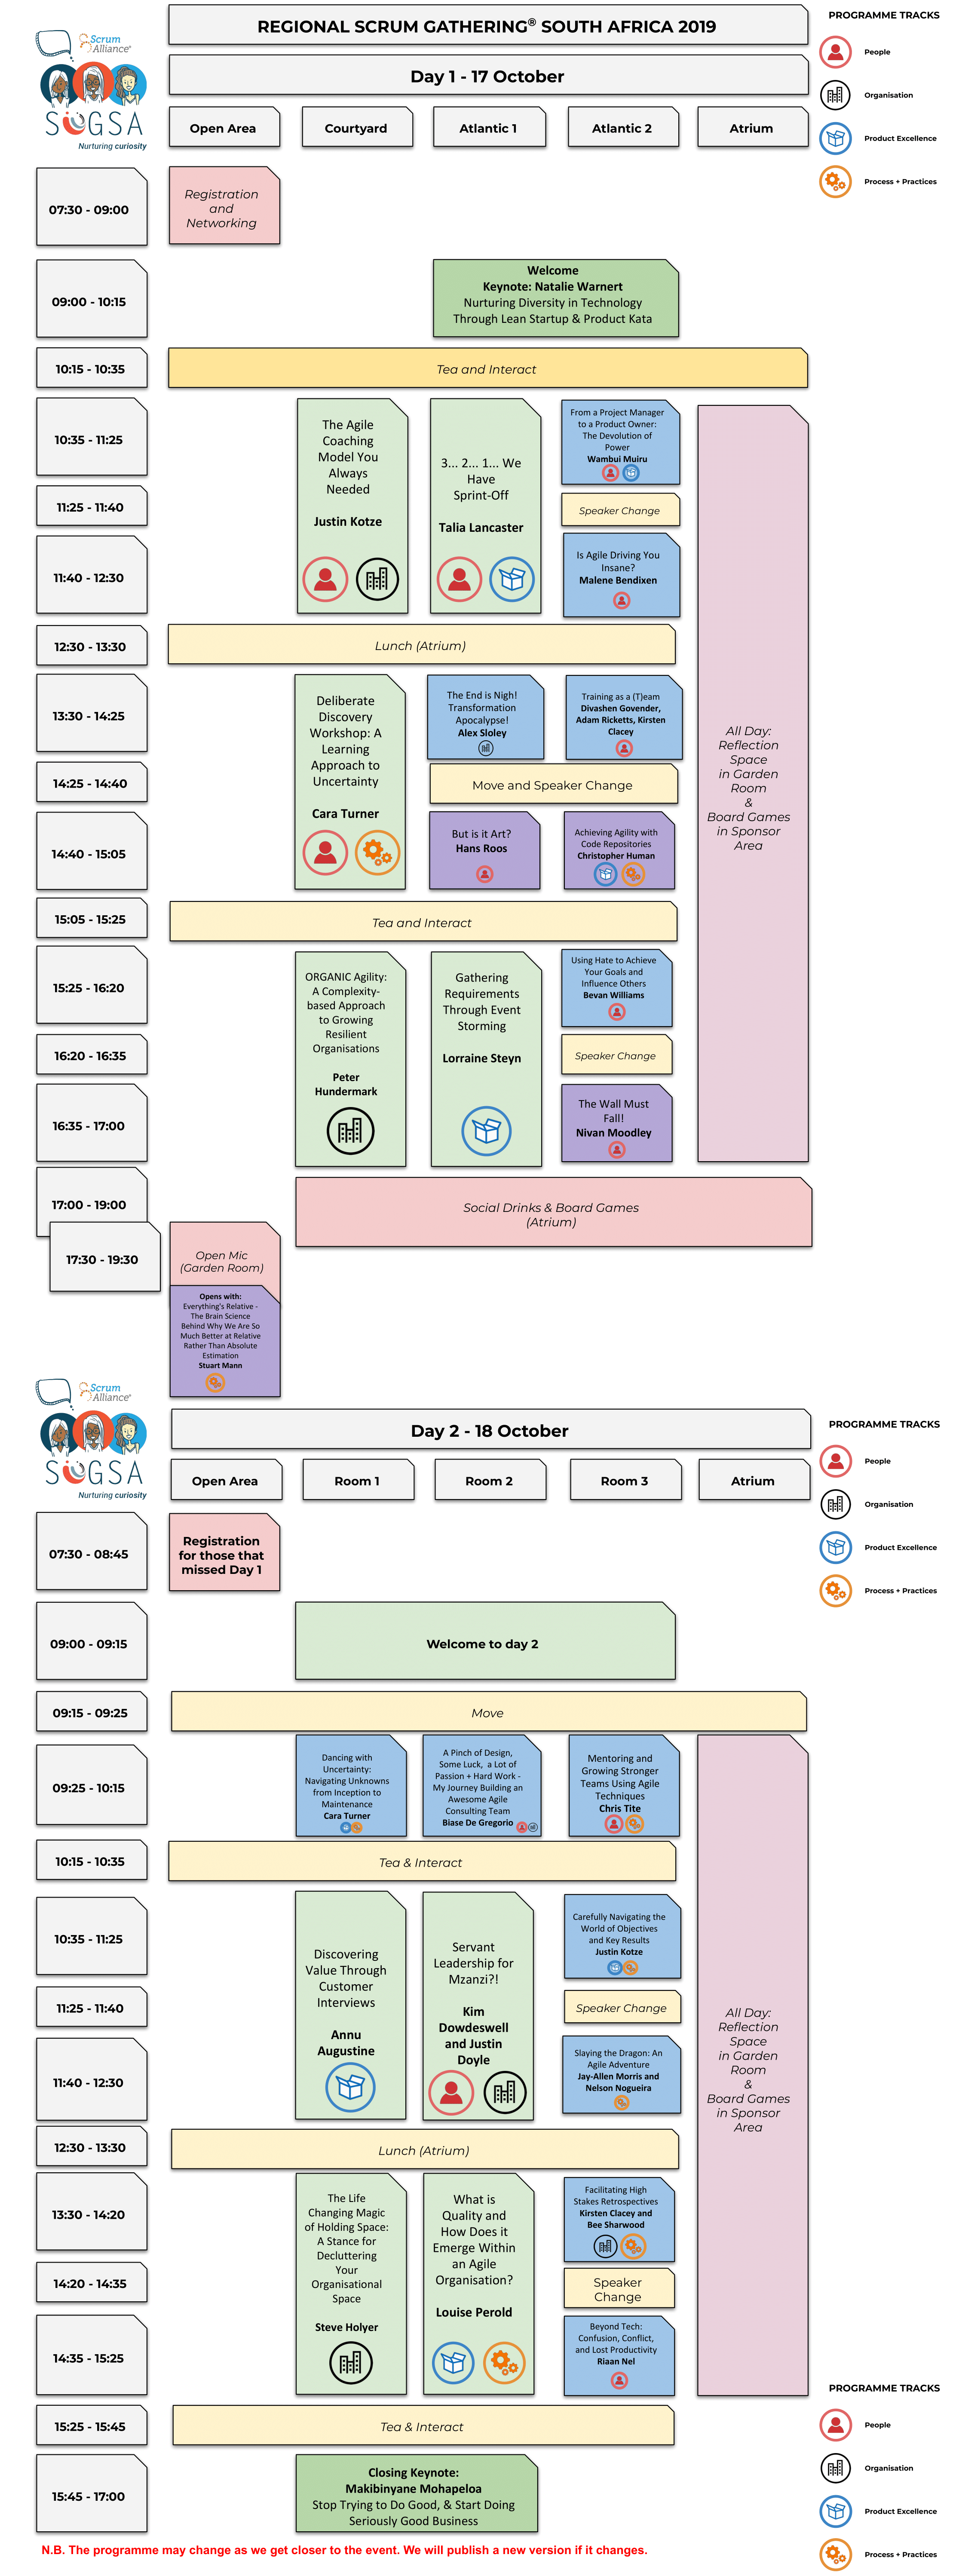 REGIONAL SCRUM GATHERING® SOUTH AFRICA 2019
Scrum
Alliance®
SUGSA
Nurturing curiosity
Day 1 - 17 October
PROGRAMME TRACKS
People
Organisation
Product Excellence
Process + Practices
Open Area
Courtyard
Atlantic 1
Atlantic 2
Atrium
07:30 - 09:00
Registration
and
Networking
09:00 - 10:15
Welcome
Keynote: Natalie Warnert
Nurturing Diversity in Technology
Through Lean Startup & Product Kata
10:15 - 10:35
Tea and Interact
10:35 - 11:25
The Agile
Coaching
Model You
Always
Needed
Justin Kotze
3... 2... 1... We
Have
Sprint-Off
Talia Lancaster
From a Project Manager
to a Product Owner:
The Devolution of
Power
Wambui Muiru
11:25 - 11:40
Speaker Change
11:40 - 12:30
Is Agile Driving You
Insane?
Malene Bendixen
12:30 - 13:30
Lunch (Atrium)
13:30 - 14:25
Deliberate
Discovery
Workshop: A
Learning
Approach to
Uncertainty
Cara Turner
The End is Nigh!
Transformation
Apocalypse!
Alex Sloley
Training as a (T)eam
Divashen Govender,
Adam Ricketts, Kirsten
Clacey
All Day:
Reflection
Space
in Garden
Room
&
Board Games
in Sponsor
Area
14:25 - 14:40
Move and Speaker Change
14:40 - 15:05
But is it Art?
Hans Roos
Achieving Agility with
Code Repositories
Christopher Human
15:05 - 15:25
Tea and Interact
15:25 - 16:20
ORGANIC Agility:
A Complexity-
based Approach
to Growing
Resilient
Organisations
Peter
Hundermark
Gathering
Requirements
Through Event
Storming
Lorraine Steyn
Using Hate to Achieve
Your Goals and
Influence Others
Bevan Williams
16:20 - 16:35
Speaker Change
16:35 - 17:00
The Wall Must
Fall!
Nivan Moodley
17:00 - 19:00
Social Drinks & Board Games
(Atrium)
17:30 - 19:30
Open Mic
(Garden Room)
Opens with:
Everything's Relative -
The Brain Science
Behind Why We Are So
Much Better at Relative
Rather Than Absolute
Estimation
Stuart Mann
Scrum
Alliance®
SUGSA
Nurturing curiosity
Day 2 - 18 October
PROGRAMME TRACKS
People
Organisation
Product Excellence
Process + Practices
Open Area
Room 1
Room 2
Room 3
Atrium
07:30 - 08:45
Registration
for those that
missed Day 1
09:00 - 09:15
Welcome to day 2
09:15 - 09:25
Move
09:25 - 10:15
Dancing with
Uncertainty:
Navigating Unknowns
from Inception to
Maintenance
Cara Turner
A Pinch of Design,
Some Luck, a Lot of
Passion + Hard Work -
My Journey Building an
Awesome Agile
Consulting Team
Biase De Gregorio
Mentoring and
Growing Stronger
Teams Using Agile
Techniques
Chris Tite
10:15 - 10:35
Tea & Interact
10:35 - 11:25
Discovering
Value Through
Customer
Interviews
Annu
Augustine
Servant
Leadership for
Mzanzi?!
Kim
Dowdeswell
and Justin
Doyle
Carefully Navigating the
World of Objectives
and Key Results
Justin Kotze
11:25 - 11:40
Speaker Change
All Day:
Reflection
Space
in Garden
Room
&
Board Games
in Sponsor
Area
11:40 - 12:30
Slaying the Dragon: An
Agile Adventure
Jay-Allen Morris and
Nelson Nogueira
12:30 - 13:30
Lunch (Atrium)
13:30 - 14:20
The Life
Changing Magic
of Holding Space:
A Stance for
Decluttering
Your
Organisational
Space
Steve Holyer
What is
Quality and
How Does it
Emerge Within
an Agile
Organisation?
Louise Perold
Facilitating High
Stakes Retrospectives
Kirsten Clacey and
Bee Sharwood
14:20 - 14:35
Speaker
Change
14:35 - 15:25
Beyond Tech:
Confusion, Conflict,
and Lost Productivity
Riaan Nel
15:25 - 15:45
Tea & Interact
PROGRAMME TRACKS
People
Organisation
Product Excellence
Process + Practices
15:45 - 17:00
Closing Keynote:
Makibinyane Mohapeloa
Stop Trying to Do Good, & Start Doing
Seriously Good Business
N.B. The programme may change as we get closer to the event. We will publish a new version if it changes.